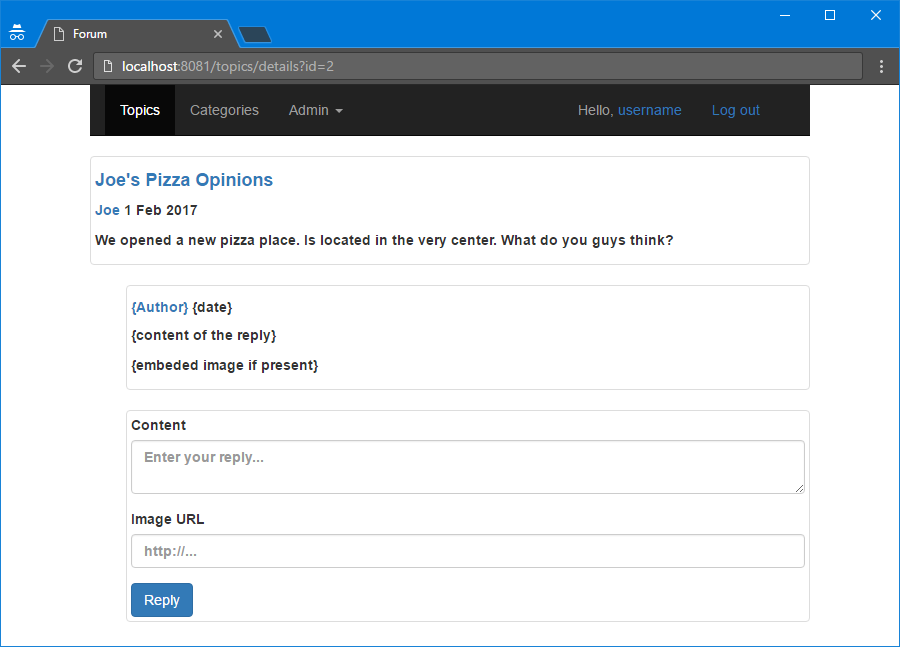 Forum
localhost:8081/topics/details?id=2
Topics Categories Admin Hello, username Log out
Joe's Pizza Opinions
Joe 1 Feb 2017
We opened a new pizza place. Is located in the very center. What do you guys think?
{Author} {date}
{content of the reply}
{embeded image if present}
Content
Enter your reply...
Image URL
http://...
Reply